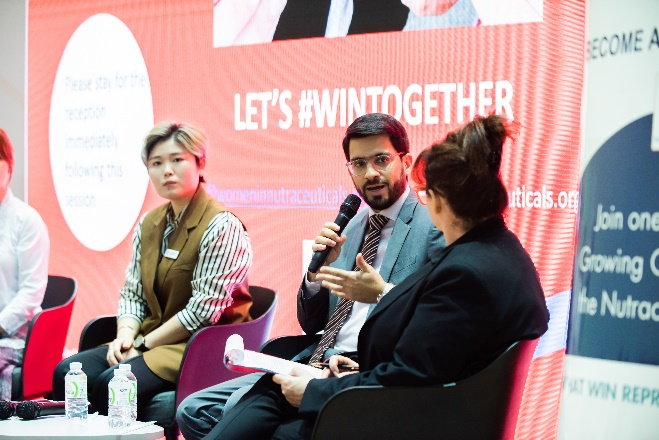 Please stay for the
reception
immediately
following this
session
LET'S #WINTOGETHER
@womeninnutraceuticals
uticals.org
BECOME A
Join one
Growing
the Nutrac
HAT WIN REPR